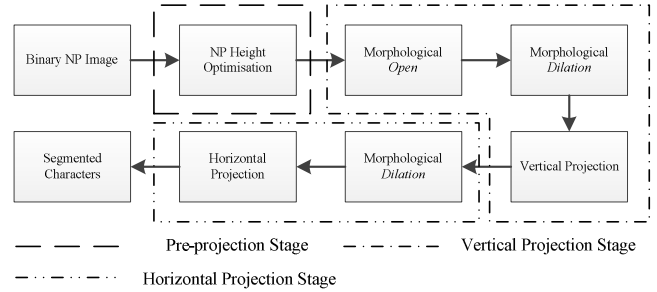 Binary NP Image
NP Height
Optimisation
Morphological
Open
Morphological
Dilation
Segmented
Characters
Horizontal
Projection
Morphological
Dilation
Vertical Projection
Pre-projection Stage
Vertical Projection Stage
Horizontal Projection Stage